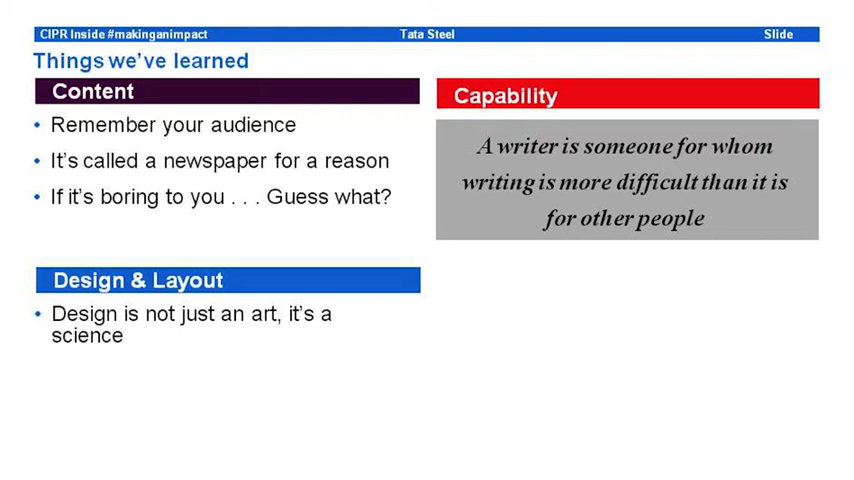 CIPR Inside #makinganimpact Tata Steel Slide
Things we've learned
Content
• Remember your audience
• It's called a newspaper for a reason
• If it's boring to you . . . Guess what?
Design & Layout
• Design is not just an art, it's a
science
Capability
A writer is someone for whom
writing is more difficult than it is
for other people